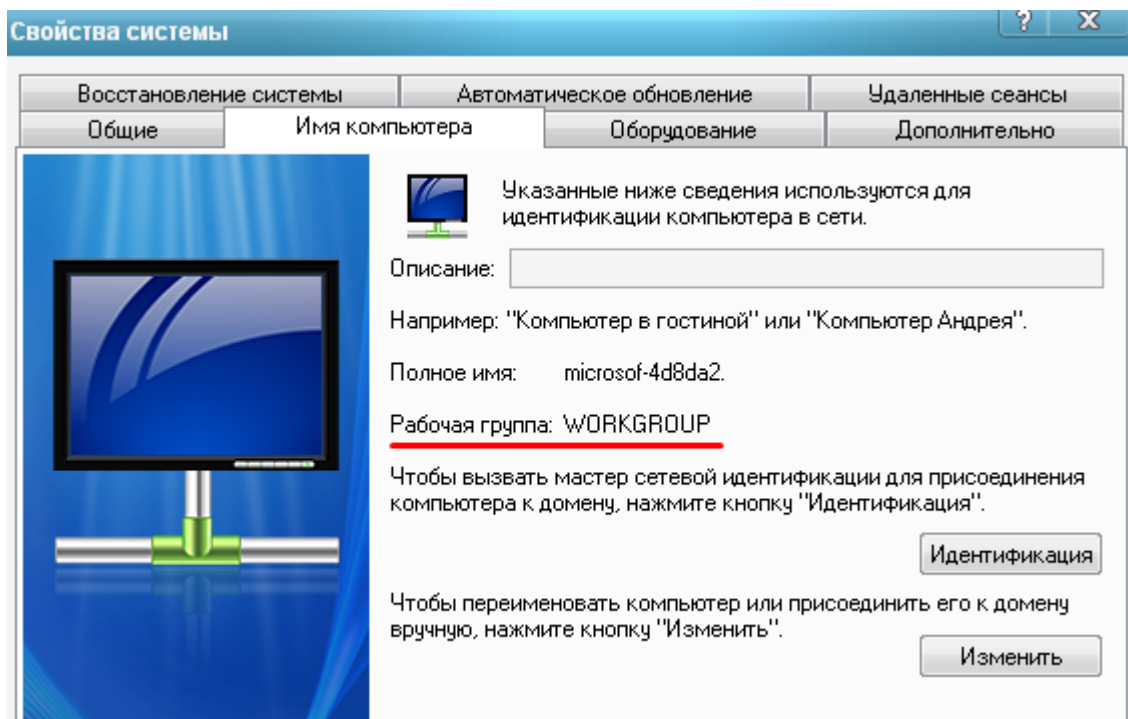 Свойства системы
? X
Восстановление системы Автоматическое обновление Удаленные сеансы
Общие Имя компьютера Оборудование Дополнительно
Указанные ниже сведения используются для
идентификации компьютера в сети.
Описание:
Например: "Компьютер в гостиной" или "Компьютер Андрея".
Полное имя: microsof-4d8da2.
Рабочая группа: WORKGROUP
Чтобы вызвать мастер сетевой идентификации для присоединения
компьютера к домену, нажмите кнопку "Идентификация".
Идентификация
Чтобы переименовать компьютер или присоединить его к домену
вручную, нажмите кнопку "Изменить".
Изменить